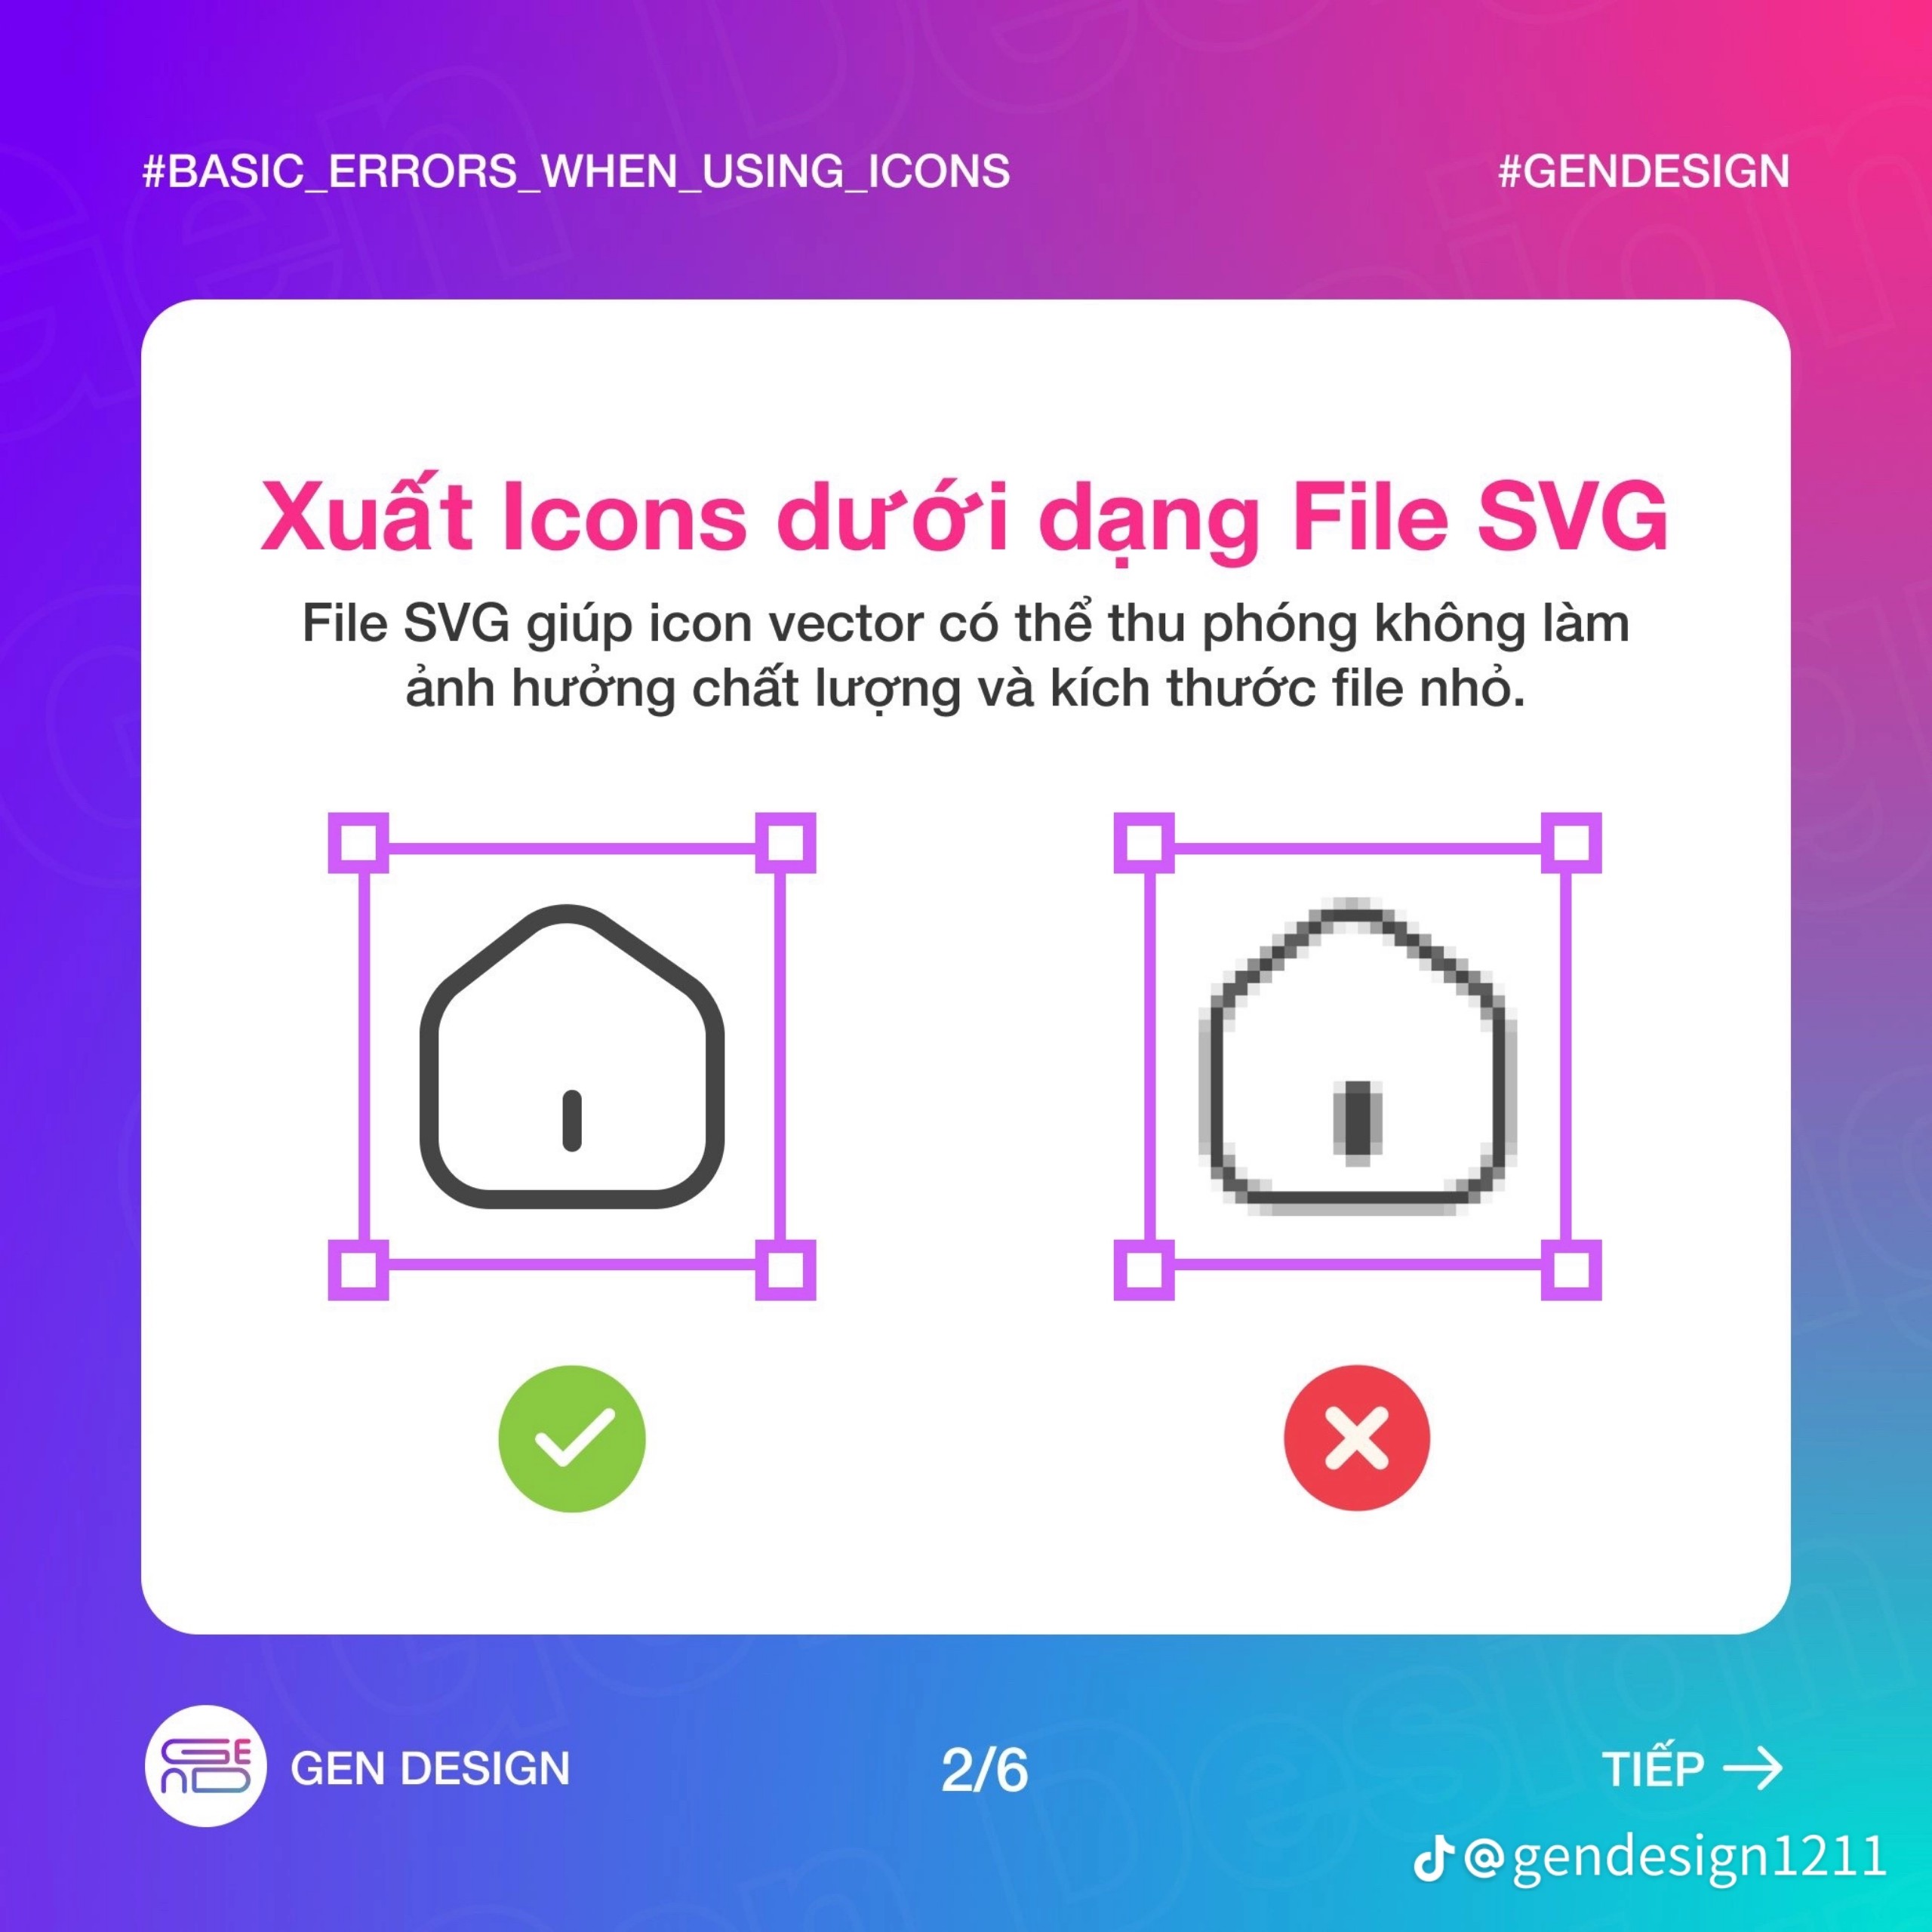 #BASIC_ERRORS_WHEN_USING_ICONS
#GENDESIGN
Xuất Icons dưới dạng File SVG
File SVG giúp icon vector có thể thu phóng không làm
ảnh hưởng chất lượng và kích thước file nhỏ.
GEN DESIGN
2/6
TIẾP →
@gendesign1211